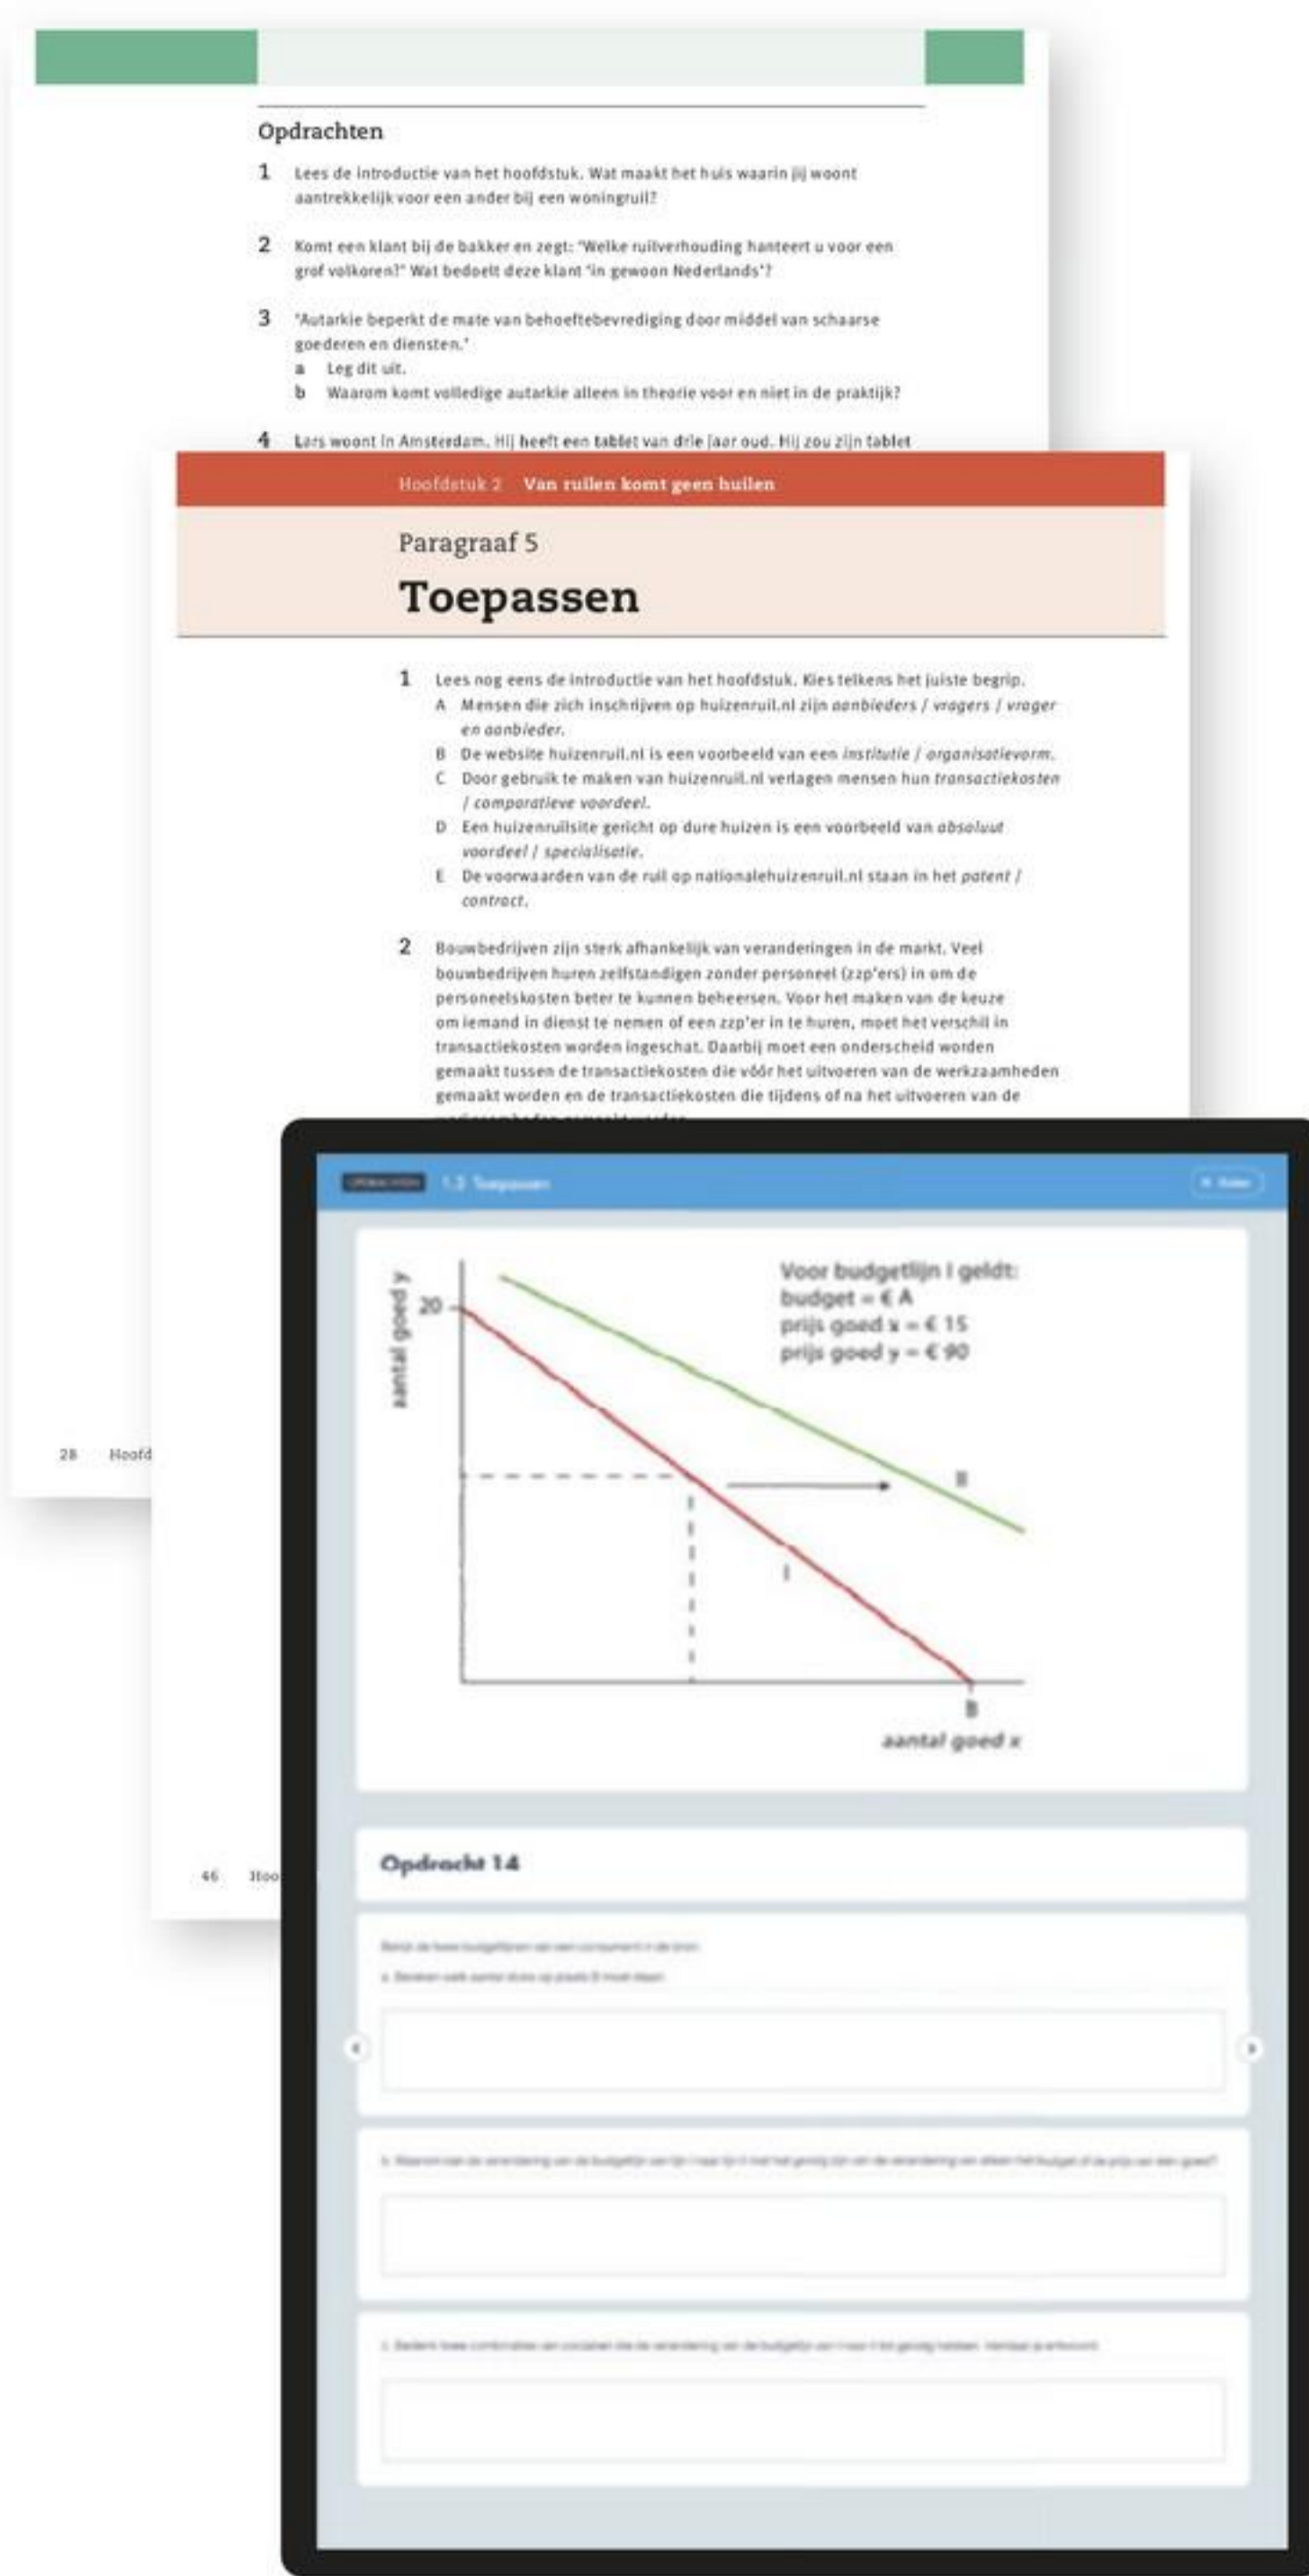 Opdrachten
1 Lees de introductie van het hoofdstuk. Wat maakt het huis waarin jij woont
aantrekkelijk voor een ander bij een woningruil?
2 Komt een klant bij de bakker en zegt: "Welke ruilverhouding hanteert u voor een
grof volkoren?" Wat bedoelt deze klant 'in gewoon Nederlands'?
3 "Autarkie beperkt de mate van behoeftebevrediging door middel van schaarse
goederen en diensten."
a Leg dit uit.
b Waarom komt volledige autarkie alleen in theorie voor en niet in de praktijk?
4 Lars woont in Amsterdam. Hij heeft een tablet van drie jaar oud. Hij zou zijn tablet
28 Hoofd
Hoofdstuk 2 Van ruilen komt geen huilen
Paragraaf 5
Toepassen
1 Lees nog eens de introductie van het hoofdstuk. Kies telkens het juiste begrip.
A Mensen die zich inschrijven op huizenruil.nl zijn aanbieders / vragers / vrager
en aanbieder.
B De website huizenruil.nl is een voorbeeld van een institutie / organisatievorm.
C Door gebruik te maken van huizenruil.nl verlagen mensen hun transactiekosten
/ comparatieve voordeel.
D Een huizenruilsite gericht op dure huizen is een voorbeeld van absoluut
voordeel / specialisatie.
E De voorwaarden van de ruil op nationalehuizenruil.nl staan in het patent /
contract.
2 Bouwbedrijven zijn sterk afhankelijk van veranderingen in de markt. Veel
bouwbedrijven huren zelfstandigen zonder personeel (zzp'ers) in om de
personeelskosten beter te kunnen beheersen. Voor het maken van de keuze
om iemand in dienst te nemen of een zzp'er in te huren, moet het verschil in
transactiekosten worden ingeschat. Daarbij moet een onderscheid worden
gemaakt tussen de transactiekosten die vóór het uitvoeren van de werkzaamheden
gemaakt worden en de transactiekosten die tijdens of na het uitvoeren van de
46 Hoo
Toepassen
aantal goed y
20
Voor budgetlijn I geldt:
budget = € A
prijs goed x = € 15
prijs goed y = € 90
II
I
B
aantal goed x
Opdracht 14